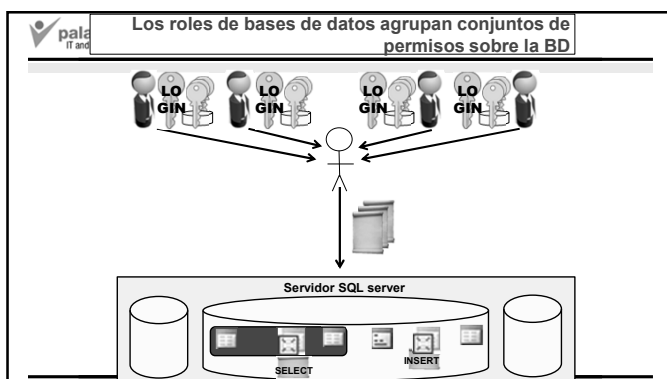 Los roles de bases de datos agrupan conjuntos de
permisos sobre la BD
pala
IT and
LO
GIN
LO
GIN
LO
GIN
LO
GIN
Servidor SQL server
SELECT
INSERT